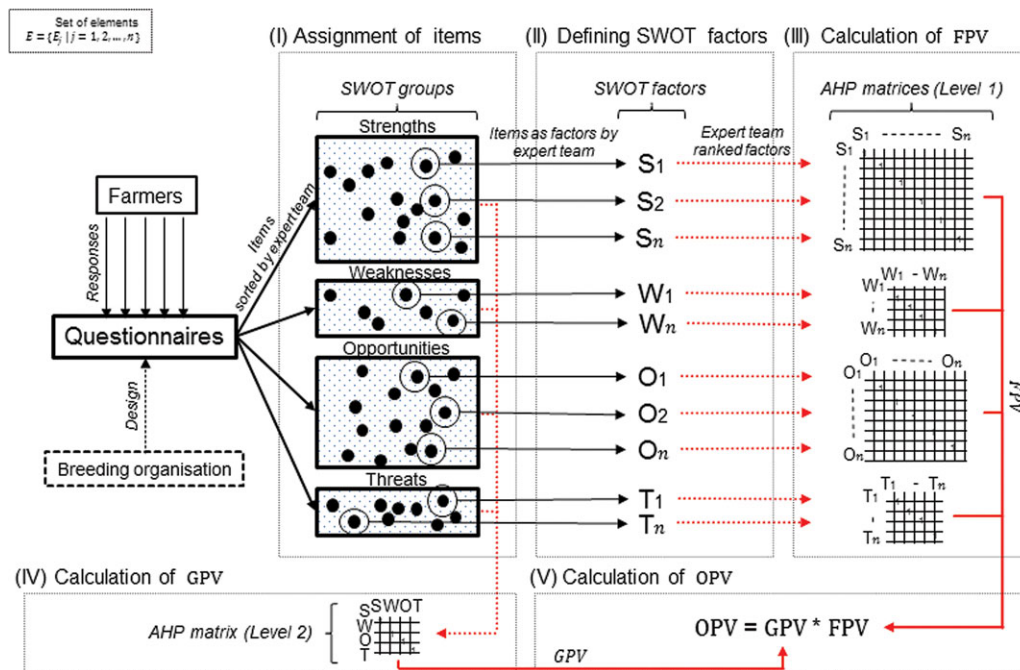 Set of elements
E = {E_j | j = 1, 2, ..., n}
(I) Assignment of items
(II) Defining SWOT factors
(III) Calculation of FPV
SWOT groups
SWOT factors
AHP matrices (Level 1)
Strengths
Items as factors by
expert team
Expert team
ranked factors
Farmers
Responses
Questionnaires
Design
Breeding organisation
Items
sorted by expert team
Weaknesses
Opportunities
Threats
S1
S2
Sn
W1
Wn
O1
O2
On
T1
Tn
S1 Sn
S1
Sn
W1 - Wn
W1
Wn
O1 On
O1
On
T1 - Tn
T1
Tn
FPV
(IV) Calculation of GPV
(V) Calculation of OPV
AHP matrix (Level 2)
SWOT
S
W
O
T
GPV
OPV = GPV * FPV